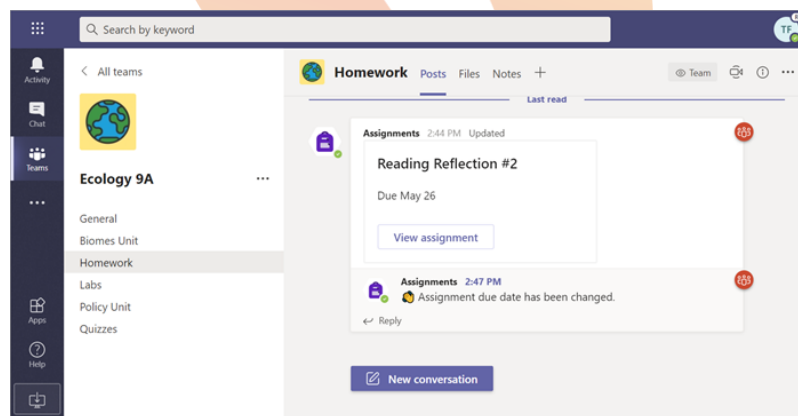 Search by keyword
TF
Activity
Chat
Teams
Apps
Help
All teams
Ecology 9A
General
Biomes Unit
Homework
Labs
Policy Unit
Quizzes
Homework Posts Files Notes
Team
Last read
Assignments 2:44 PM Updated
Reading Reflection #2
Due May 26
View assignment
Assignments 2:47 PM
Assignment due date has been changed.
Reply
New conversation